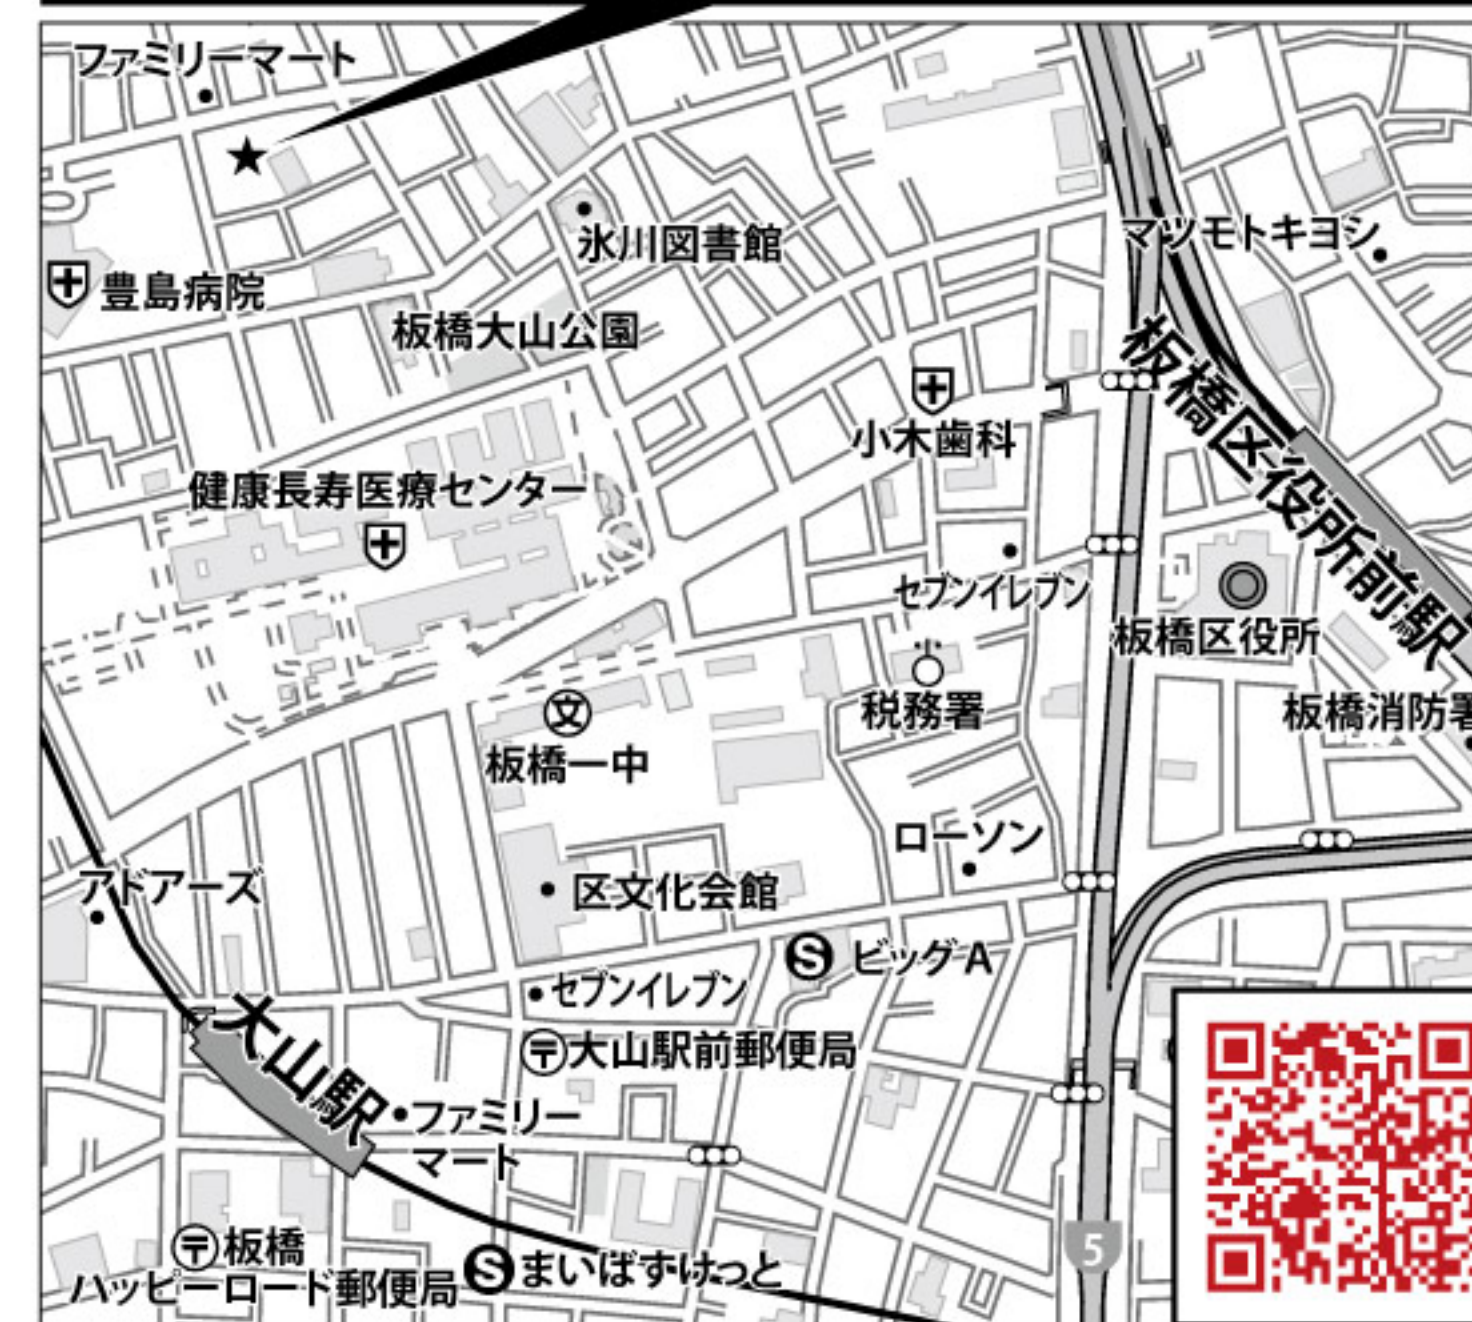 ファミリーマート
氷川図書館
マツモトキヨシ
豊島病院
板橋大山公園
板橋区役所前駅
小木歯科
健康長寿医療センター
セブンイレブン
板橋区役所
税務署
板橋消防署
文
板橋一中
ローソン
アドアーズ
区文化会館
S ビッグA
セブンイレブン
大山駅
〒大山駅前郵便局
ファミリー
マート
5
〒板橋
ハッピーロード郵便局
S まいばすけっと